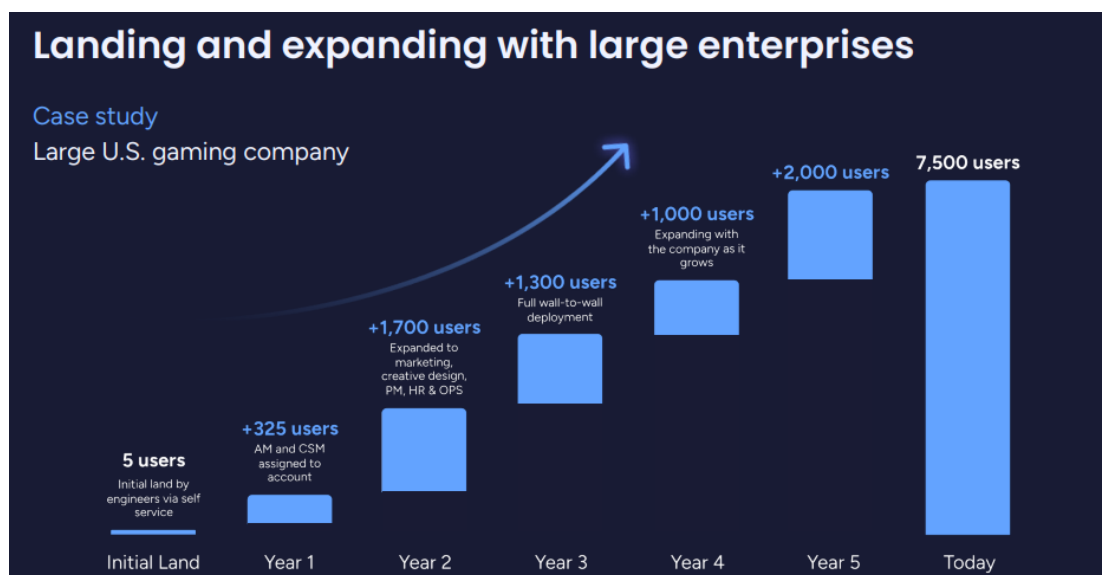 Landing and expanding with large enterprises
Case study
Large U.S. gaming company
5 users
Initial land by
engineers via self
service
Initial Land
+325 users
AM and CSM
assigned to
account
Year 1
+1,700 users
Expanded to
marketing,
creative design,
PM, HR & OPS
Year 2
+1,300 users
Full wall-to-wall
deployment
Year 3
+1,000 users
Expanding with
the company as it
grows
Year 4
+2,000 users
Year 5
7,500 users
Today